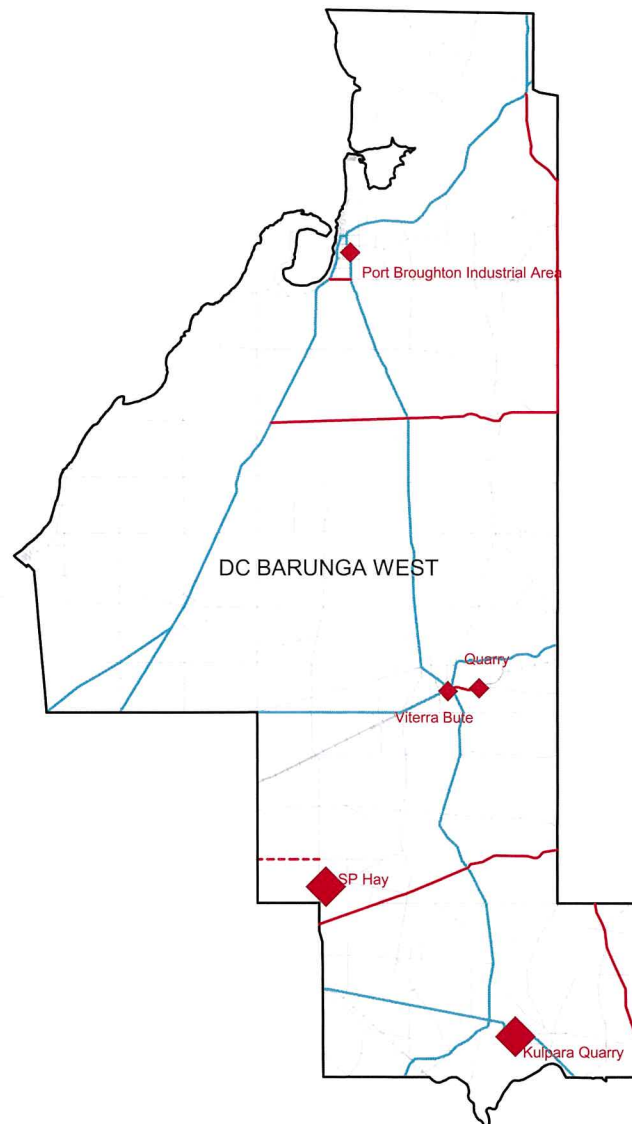 Port Broughton Industrial Area
DC BARUNGA WEST
Quarry
Viterra Bute
SP Hay
Kulpara Quarry